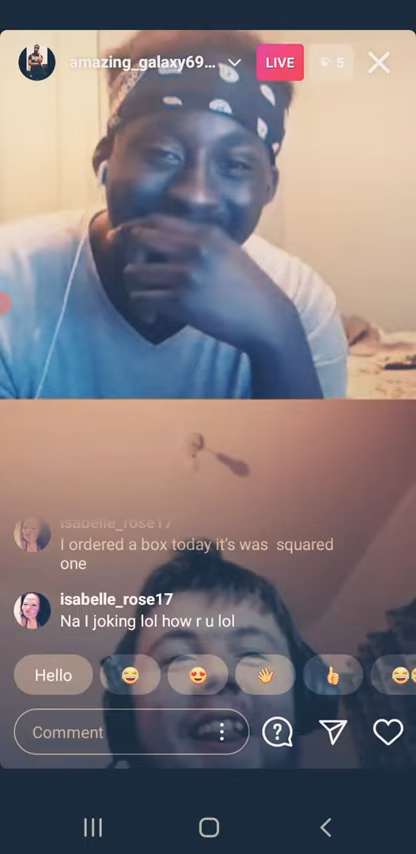 amazing_galaxy69...
LIVE
5
isabelle_rose17
I ordered a box today it's was squared
one
isabelle_rose17
Na I joking lol how r u lol
Hello
Comment